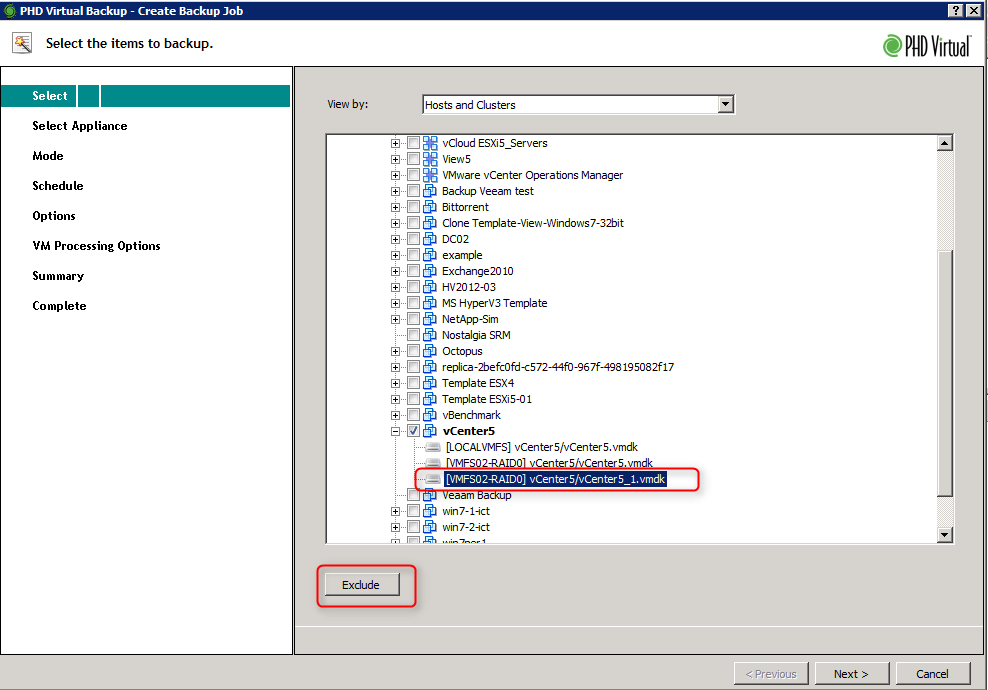 PHD Virtual Backup - Create Backup Job
Select the items to backup.
PHD Virtual
Select
Select Appliance
Mode
Schedule
Options
VM Processing Options
Summary
Complete
View by:
Hosts and Clusters
vCloud ESXi5_Servers
View5
VMware vCenter Operations Manager
Backup Veeam test
Bittorrent
Clone Template-View-Windows7-32bit
DC02
example
Exchange2010
HV2012-03
MS HyperV3 Template
NetApp-Sim
Nostalgia SRM
Octopus
replica-2befc0fd-c572-44f0-967f-498195082f17
Template ESX4
Template ESXi5-01
vBenchmark
vCenter5
[LOCALVMFS] vCenter5/vCenter5.vmdk
[VMFS02-RAID0] vCenter5/vCenter5.vmdk
[VMFS02-RAID0] vCenter5/vCenter5_1.vmdk
Veaam Backup
win7-1-ict
win7-2-ict
Exclude
< Previous
Next >
Cancel